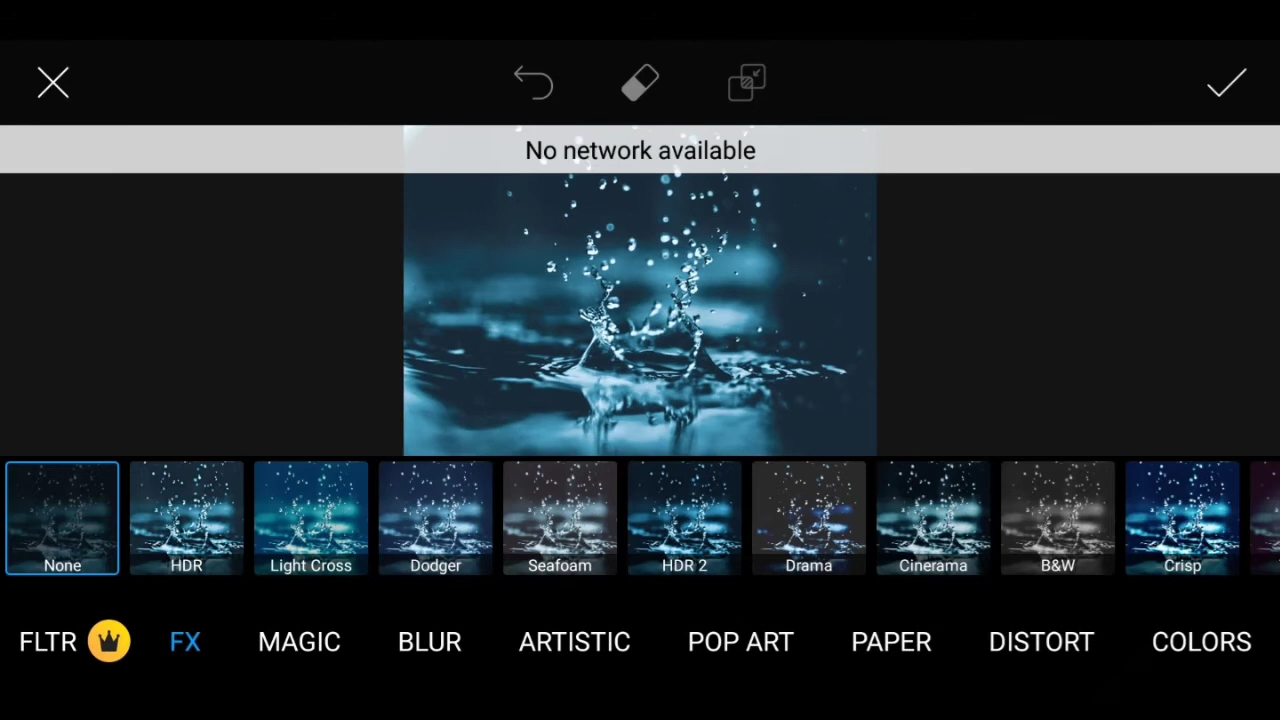 No network available
None HDR Light Cross Dodger Seafoam HDR 2 Drama Cinerama B&W Crisp
FLTR FX MAGIC BLUR ARTISTIC POP ART PAPER DISTORT COLORS